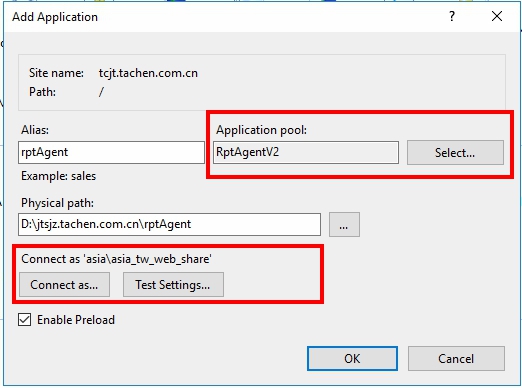 Add Application
?
Site name: tcjt.tachen.com.cn
Path: /
Alias:
Application pool:
rptAgent
RptAgentV2
Select...
Example: sales
Physical path:
D:\jtsjz.tachen.com.cn\rptAgent
...
Connect as 'asia\asia_tw_web_share'
Connect as...
Test Settings...
Enable Preload
OK
Cancel